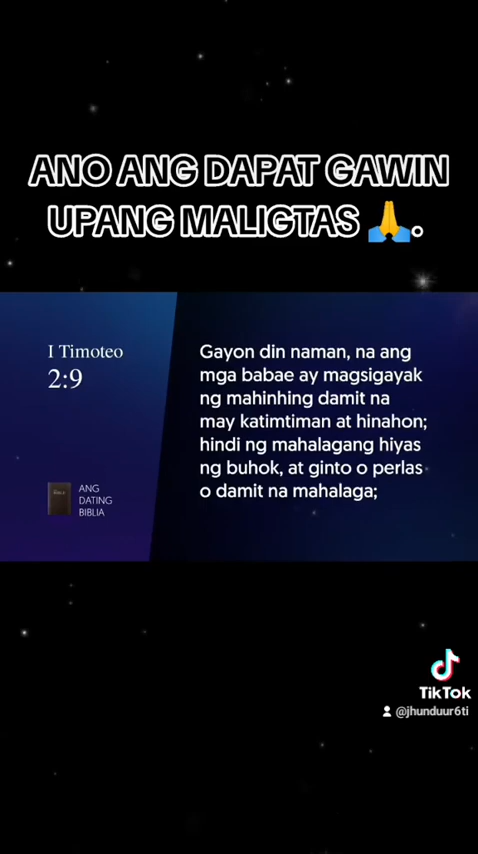 ANO ANG DAPAT GAWIN
UPANG MALIGTAS 🙏.
I Timoteo
2:9
Gayon din naman, na ang
mga babae ay magsigayak
ng mahinhing damit na
may katimtiman at hinahon;
hindi ng mahalagang hiyas
ng buhok, at ginto o perlas
o damit na mahalaga;
BIBLE
ANG
DATING
BIBLIA
TikTok
@jhunduur6ti